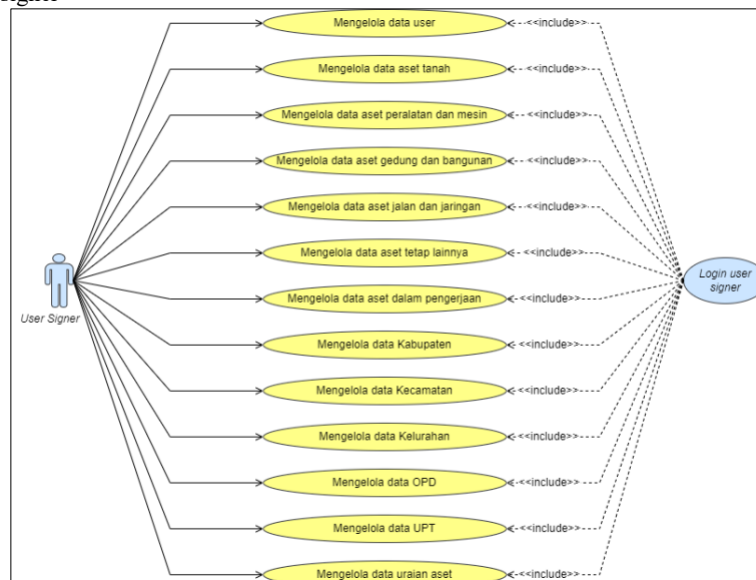 signer
Mengelola data user
<<include>>
Mengelola data aset tanah
<<include>>
Mengelola data aset peralatan dan mesin
<<include>>
Mengelola data aset gedung dan bangunan
<<include>>
Mengelola data aset jalan dan jaringan
<<include>>
Mengelola data aset tetap lainnya
<<include>>
Mengelola data aset dalam pengerjaan
<<include>>
Mengelola data Kabupaten
<<include>>
Mengelola data Kecamatan
<<include>>
Mengelola data Kelurahan
<<include>>
Mengelola data OPD
<<include>>
Mengelola data UPT
<<include>>
Mengelola data uraian aset
<<include>>
User Signer
Login user
signer